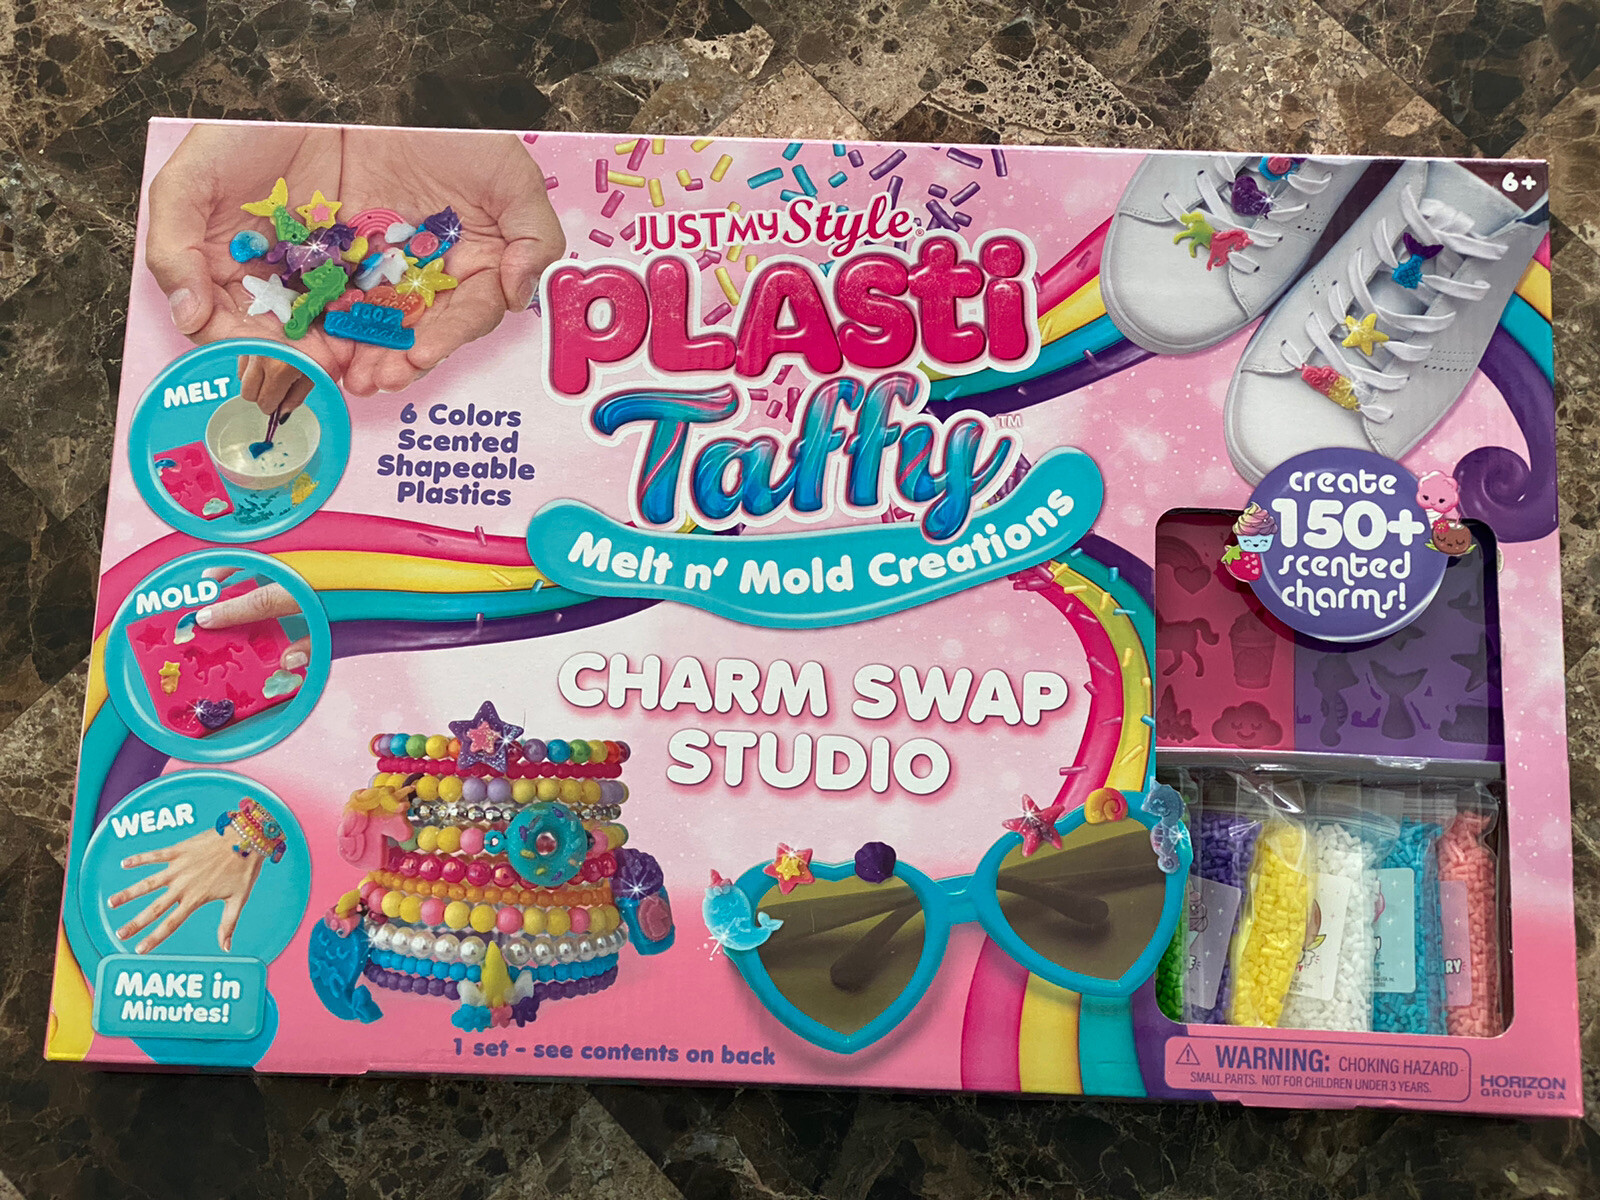 6+
JUST MY Style®
PLASti
Taffy™
Melt n' Mold Creations
MELT
6 Colors
Scented
Shapeable
Plastics
create
150+
scented
charms!
MOLD
CHARM SWAP
STUDIO
WEAR
MAKE in
Minutes!
1 set - see contents on back
WARNING: CHOKING HAZARD-
SMALL PARTS. NOT FOR CHILDREN UNDER 3 YEARS.
HORIZON
GROUP USA